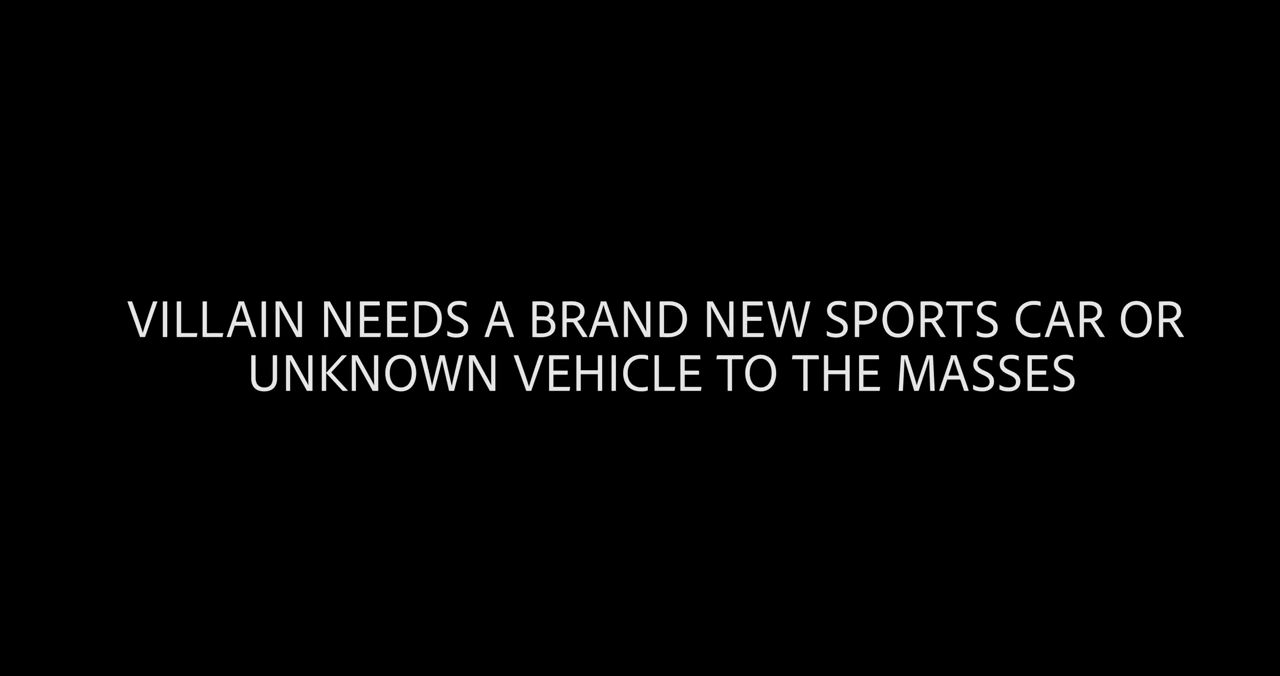 VILLAIN NEEDS A BRAND NEW SPORTS CAR OR
UNKNOWN VEHICLE TO THE MASSES